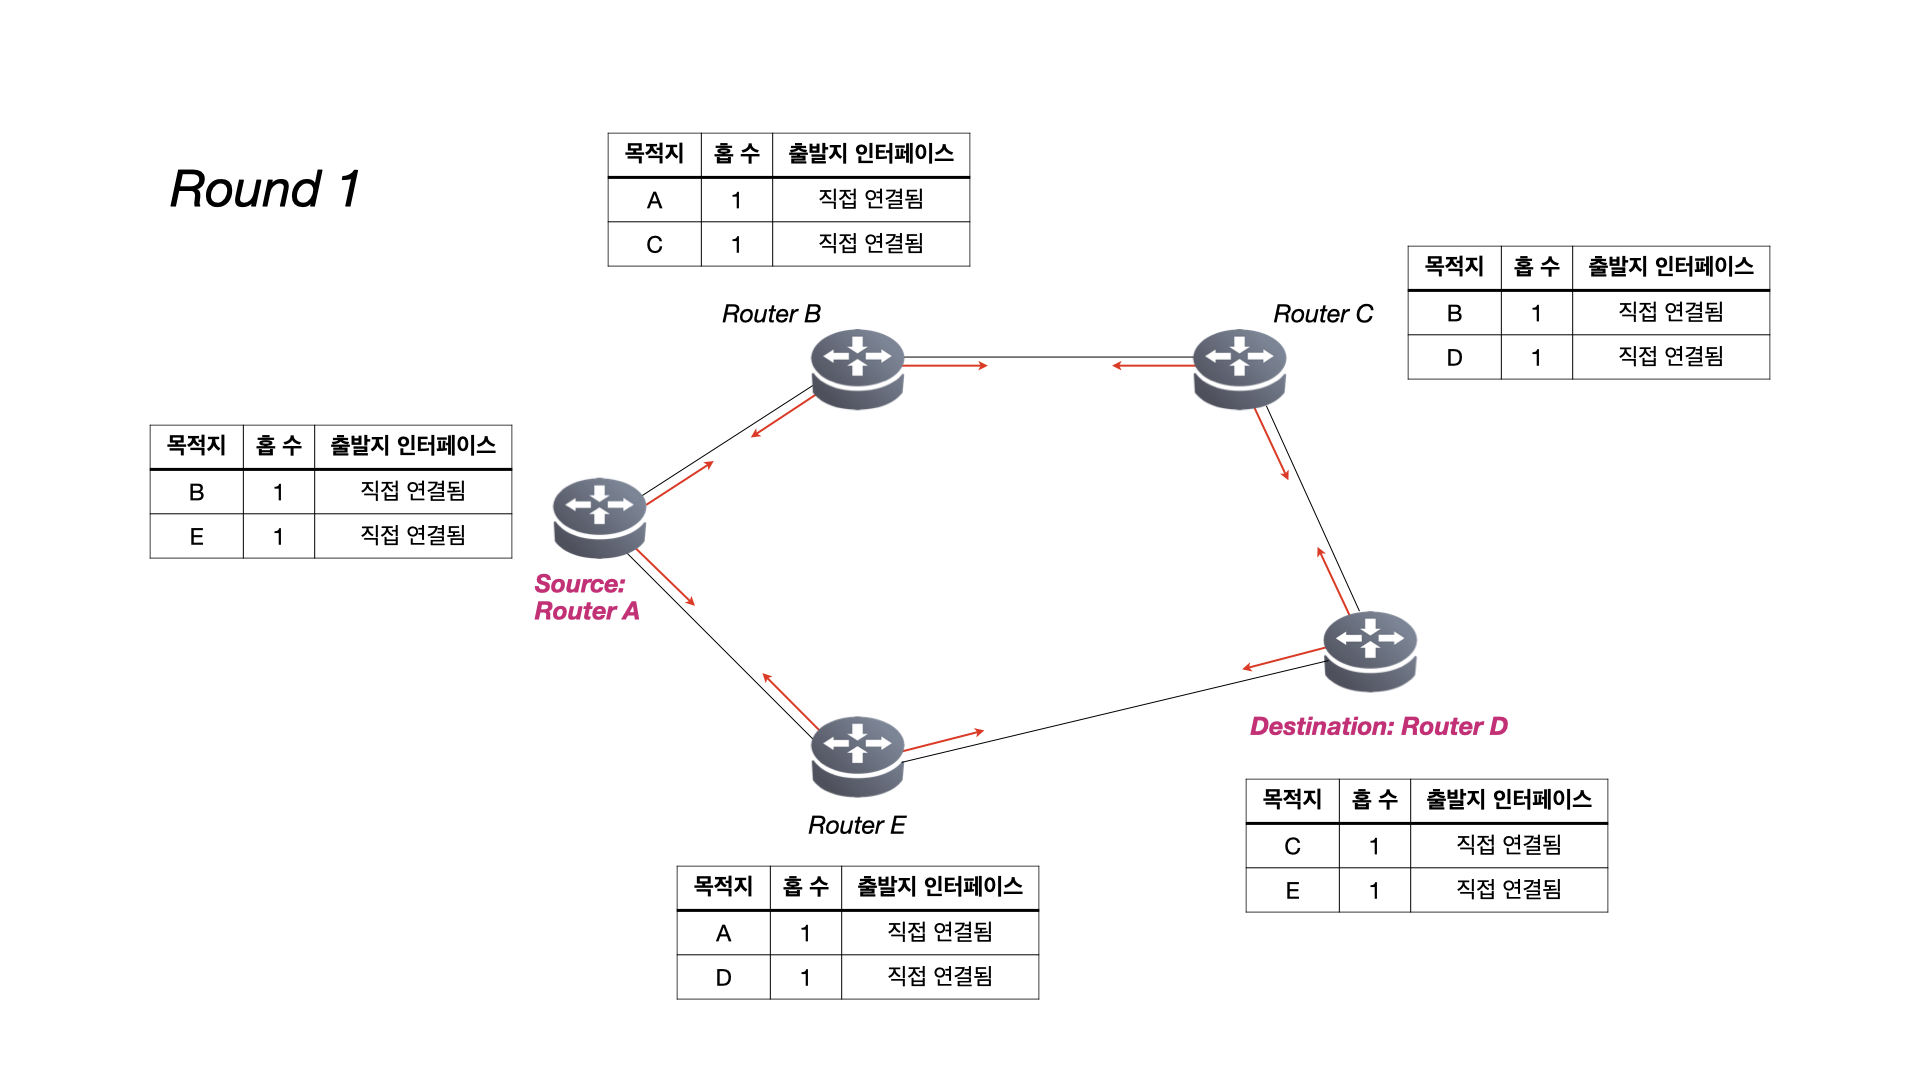 Round 1
목적지 홉 수 출발지 인터페이스
A 1 직접 연결됨
C 1 직접 연결됨
Router B
Router C
목적지 홉 수 출발지 인터페이스
B 1 직접 연결됨
D 1 직접 연결됨
목적지 홉 수 출발지 인터페이스
B 1 직접 연결됨
E 1 직접 연결됨
Source:
Router A
Destination: Router D
Router E
목적지 홉 수 출발지 인터페이스
C 1 직접 연결됨
E 1 직접 연결됨
목적지 홉 수 출발지 인터페이스
A 1 직접 연결됨
D 1 직접 연결됨